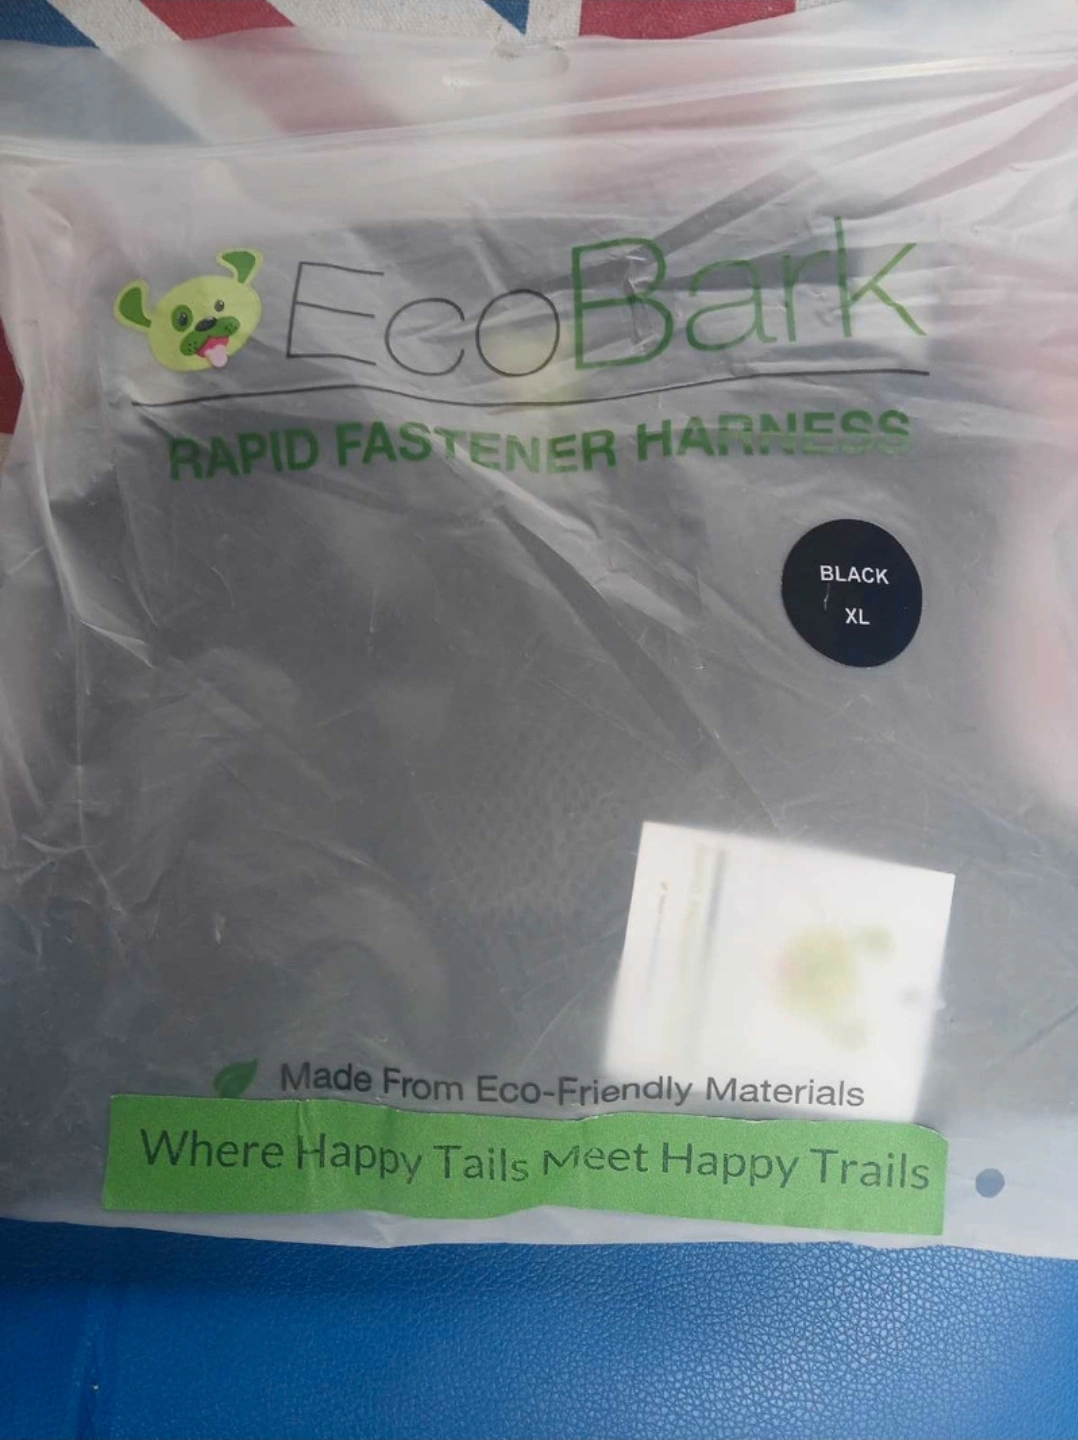 EcoBark
RAPID FASTENER HARNESS
BLACK
XL
Made From Eco-Friendly Materials
Where Happy Tails Meet Happy Trails